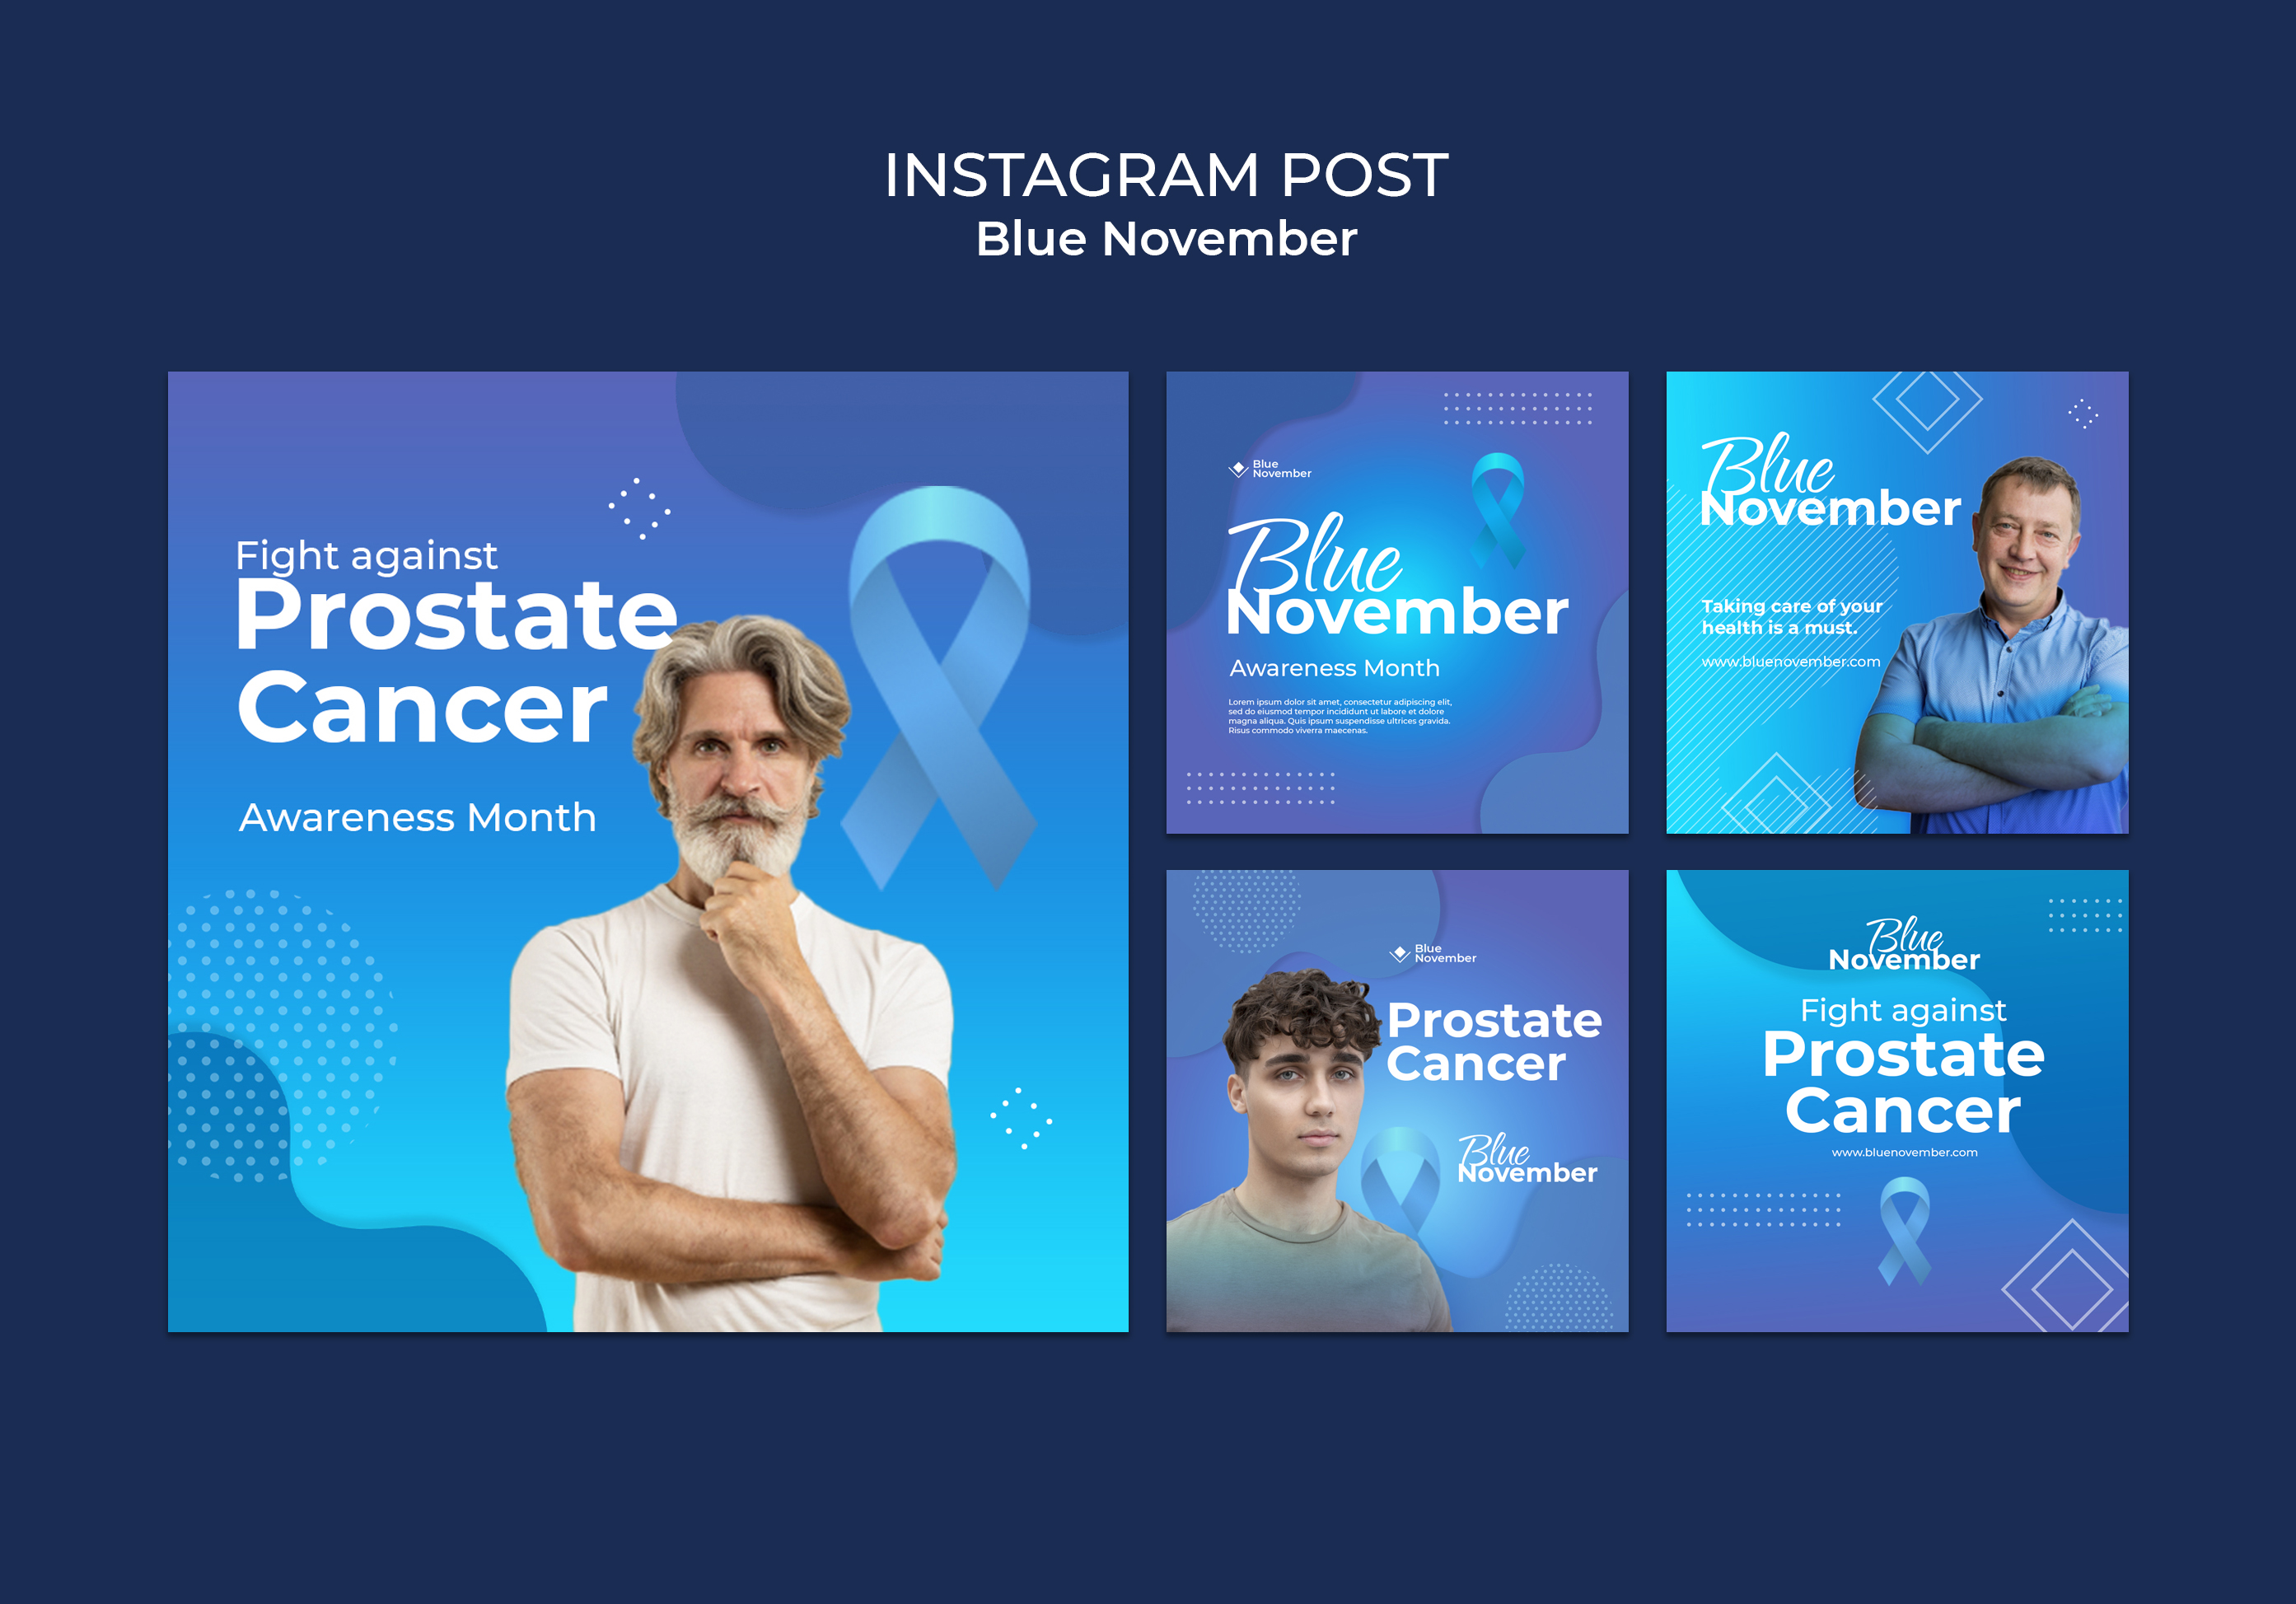 INSTAGRAM POST
Blue November
Fight against
Prostate
Cancer
Awareness Month
Blue
November
Blue
November
Awareness Month
Lorem ipsum dolor sit amet, consectetur adipiscing elit,
sed do eiusmod tempor incididunt ut labore et dolore
magna aliqua. Quis ipsum suspendisse ultrices gravida.
Risus commodo viverra maecenas.
Blue
November
Taking care of your
health is a must.
www.bluenovember.com
Blue
November
Prostate
Cancer
Blue
November
Blue
November
Fight against
Prostate
Cancer
www.bluenovember.com